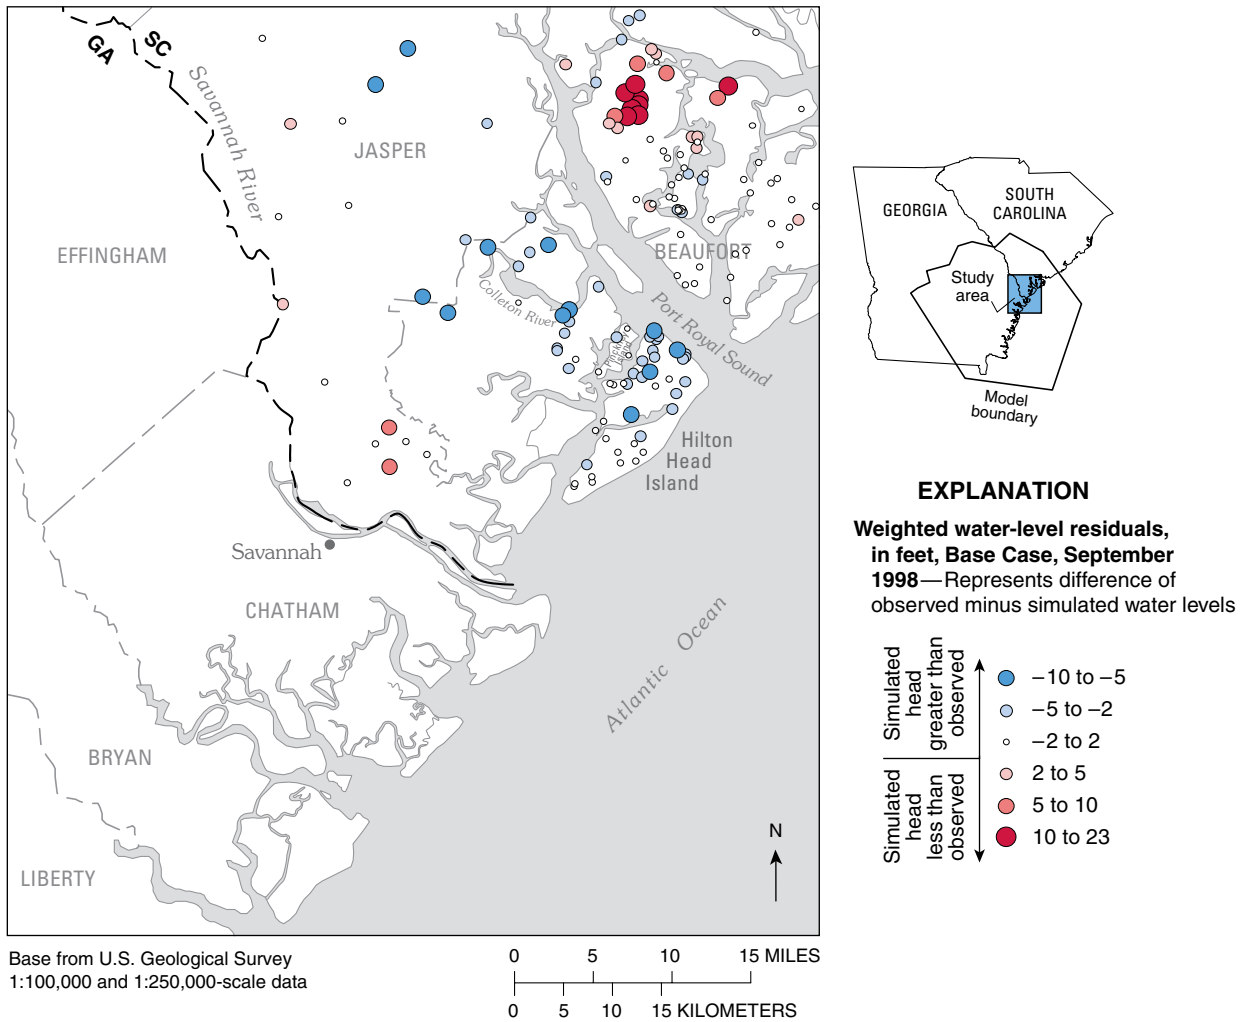 GA
SC
Savannah River
JASPER
EFFINGHAM
BEAUFORT
Colleton River
Port Royal Sound
Pinckney
Island
Hilton
Head
Island
Savannah
CHATHAM
Atlantic Ocean
BRYAN
LIBERTY
N
GEORGIA
SOUTH
CAROLINA
Study
area
Model
boundary
EXPLANATION
Weighted water-level residuals,
in feet, Base Case, September
1998—Represents difference of
observed minus simulated water levels
Simulated
head
greater than
observed
Simulated
head
less than
observed
−10 to −5
−5 to −2
−2 to 2
2 to 5
5 to 10
10 to 23
Base from U.S. Geological Survey
1:100,000 and 1:250,000-scale data
0 5 10 15 MILES
0 5 10 15 KILOMETERS